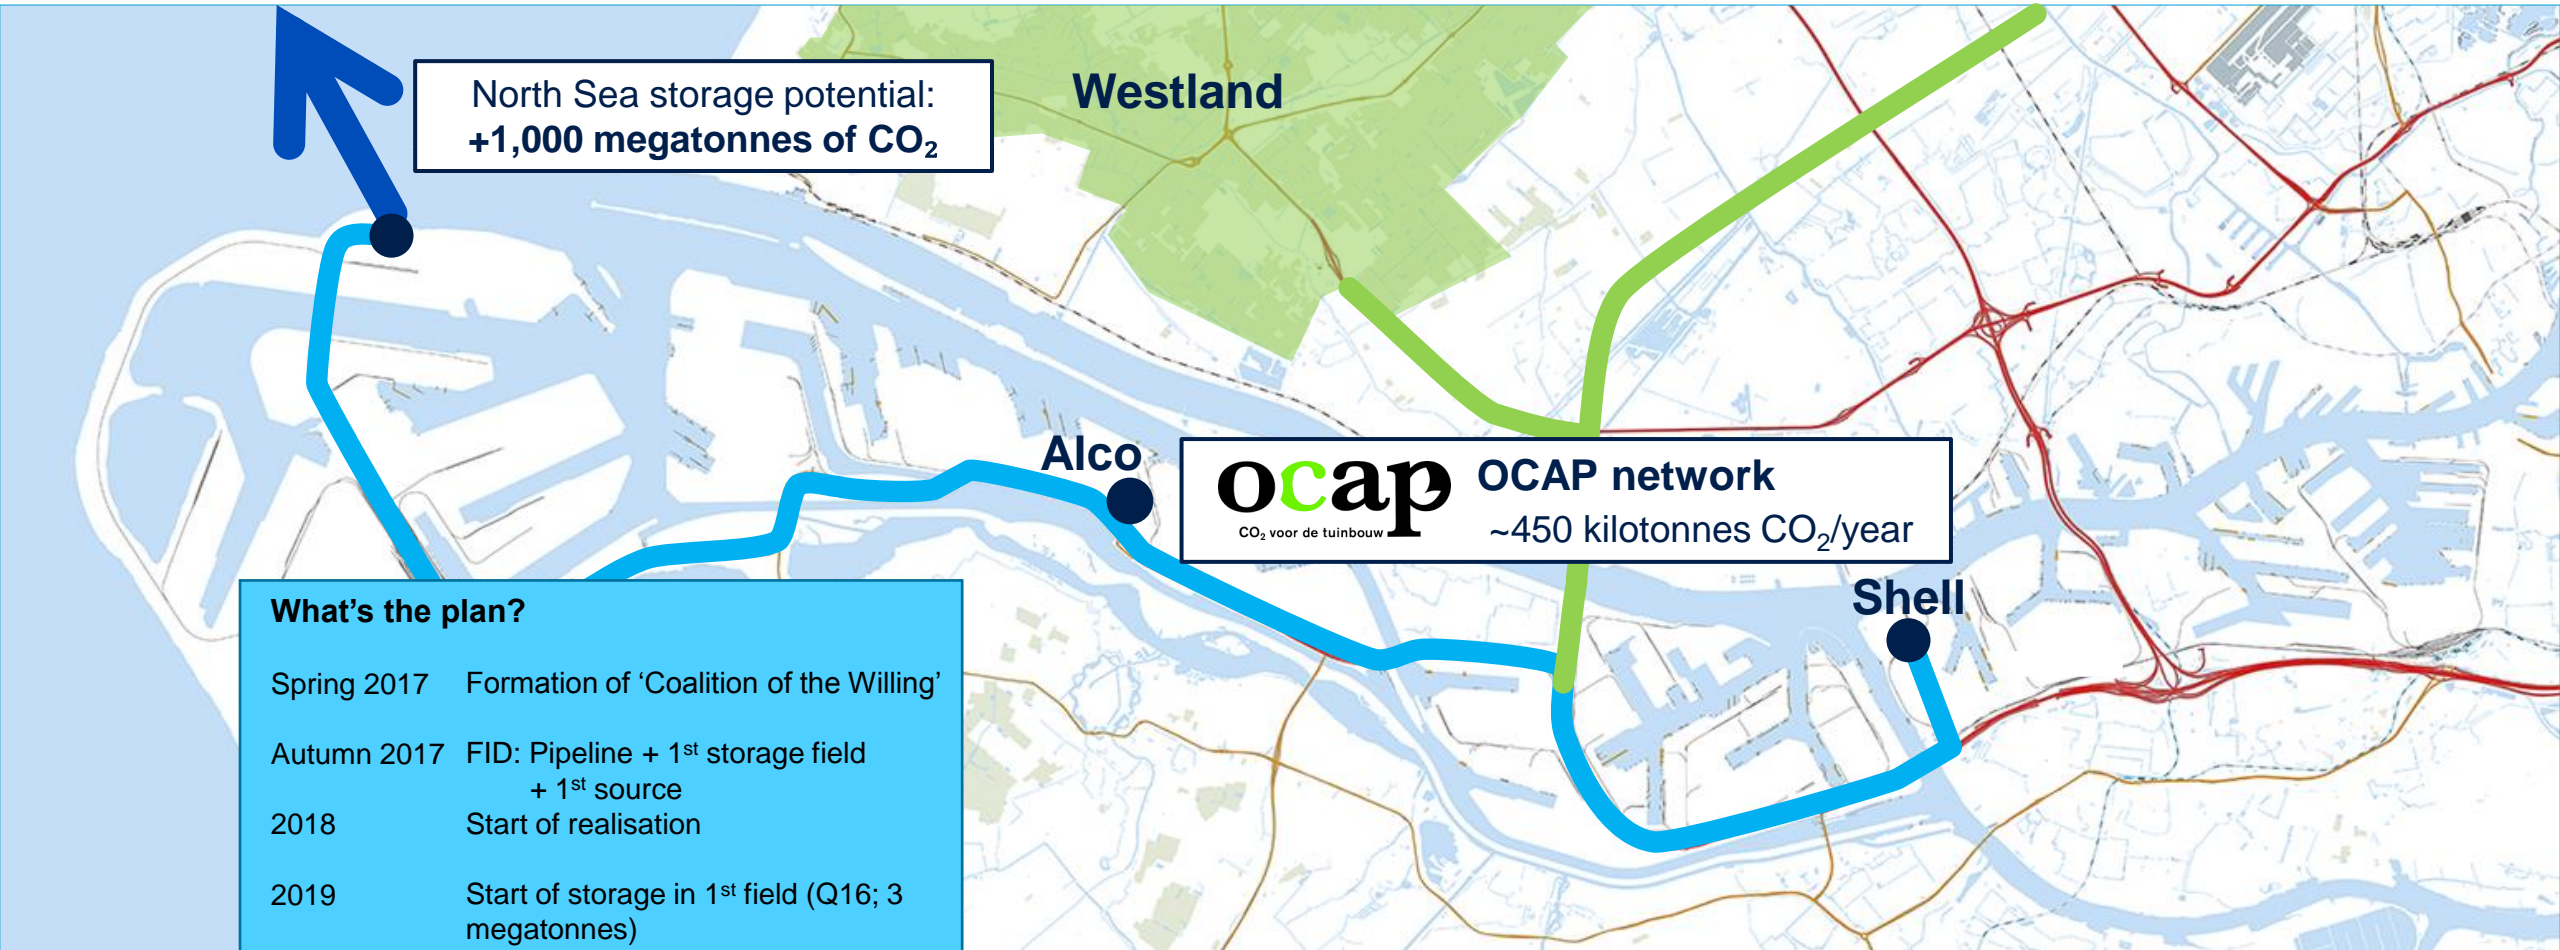 North Sea storage potential:
+1,000 megatonnes of CO₂
Westland
Alco
ocap
CO₂ voor de tuinbouw
OCAP network
~450 kilotonnes CO₂/year
Shell
What's the plan?
Spring 2017 Formation of ‘Coalition of the Willing’
Autumn 2017 FID: Pipeline + 1st storage field
+ 1st source
2018 Start of realisation
2019 Start of storage in 1st field (Q16; 3
megatonnes)